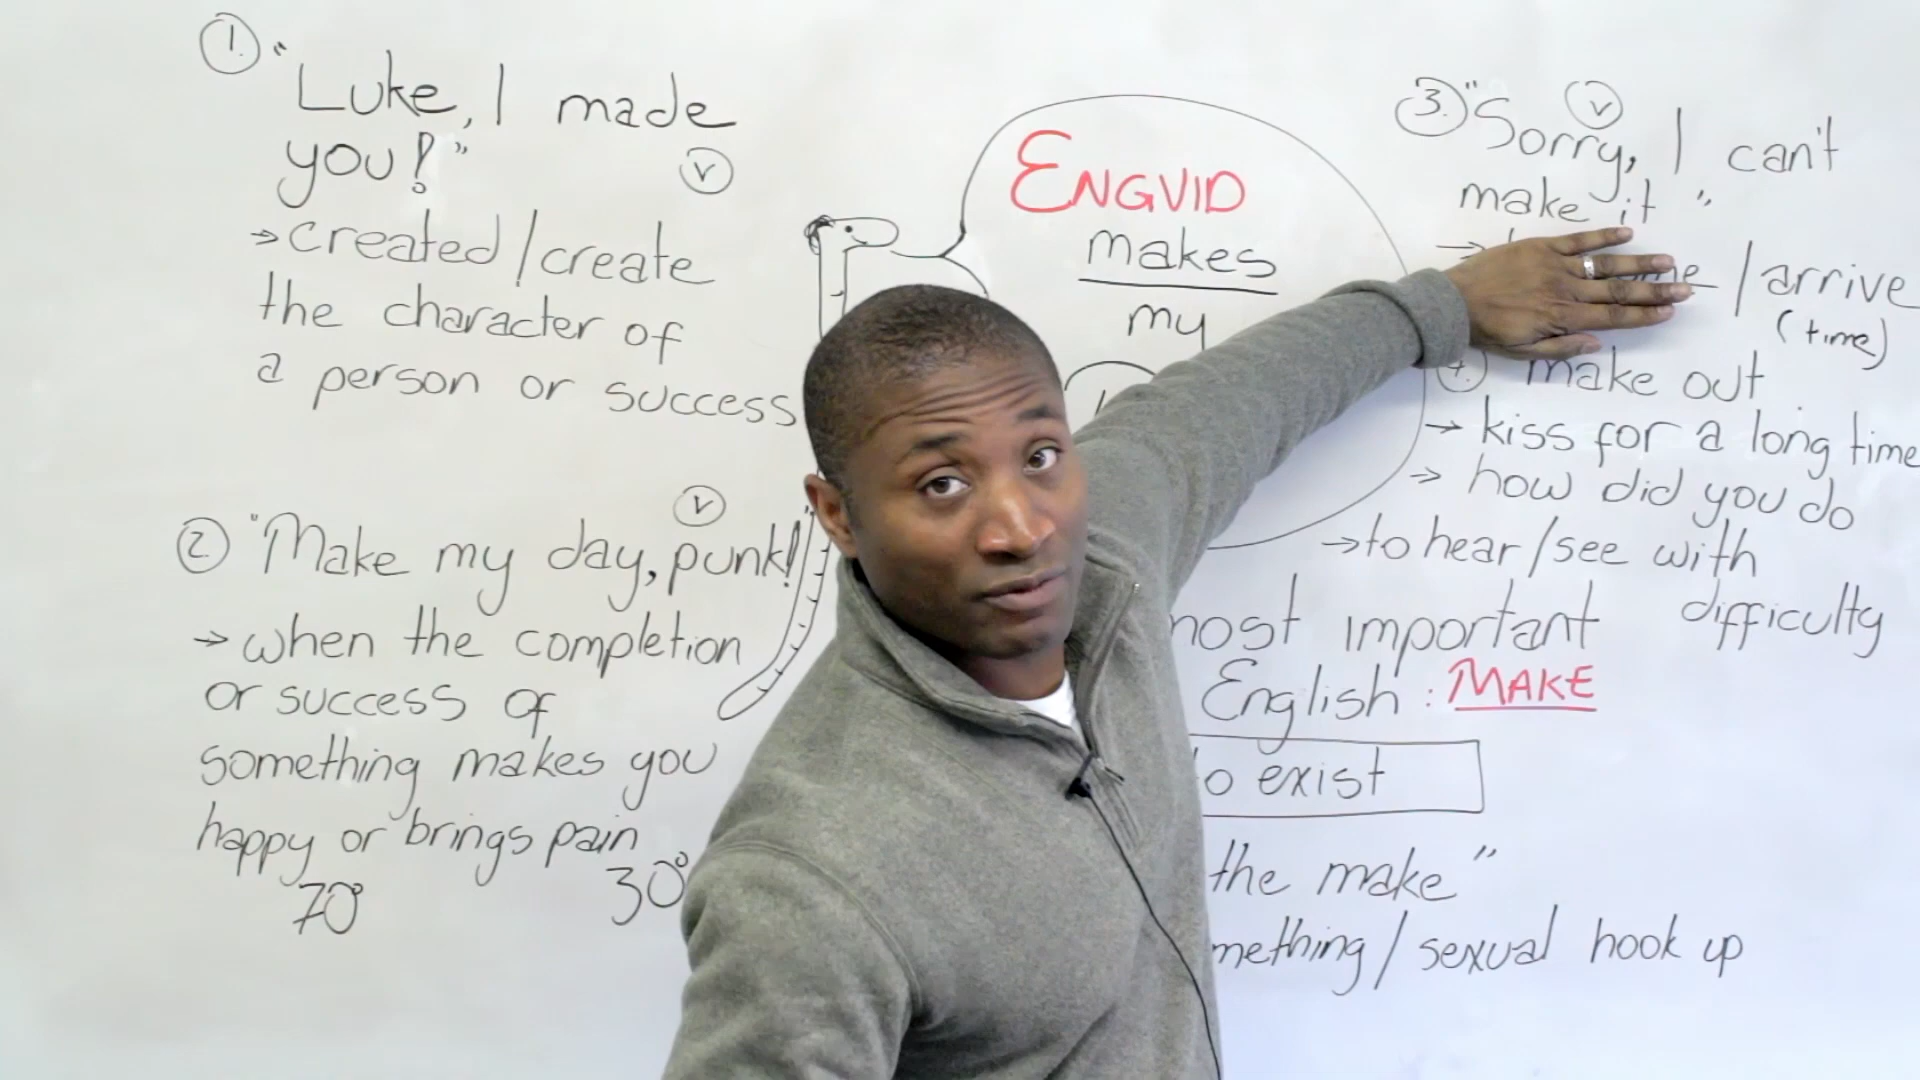 1. "Luke, I made
you!"
v
→ created/create
the character of
a person or success
2. "Make my day, punk!
v
→ when the completion
or success of
something makes you
happy or brings pain
70° 30°
ENGVID
makes
my
3. "Sorry, I can't
v
make it"
→ / arrive
(time)
4. make out
→ kiss for a long time
→ how did you do
→ to hear/see with
difficulty
most important
English: MAKE
to exist
the make"
/ sexual hook up